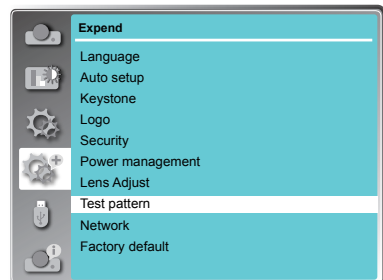 Expend
Language
Auto setup
Keystone
Logo
Security
Power management
Lens Adjust
Test pattern
Network
Factory default